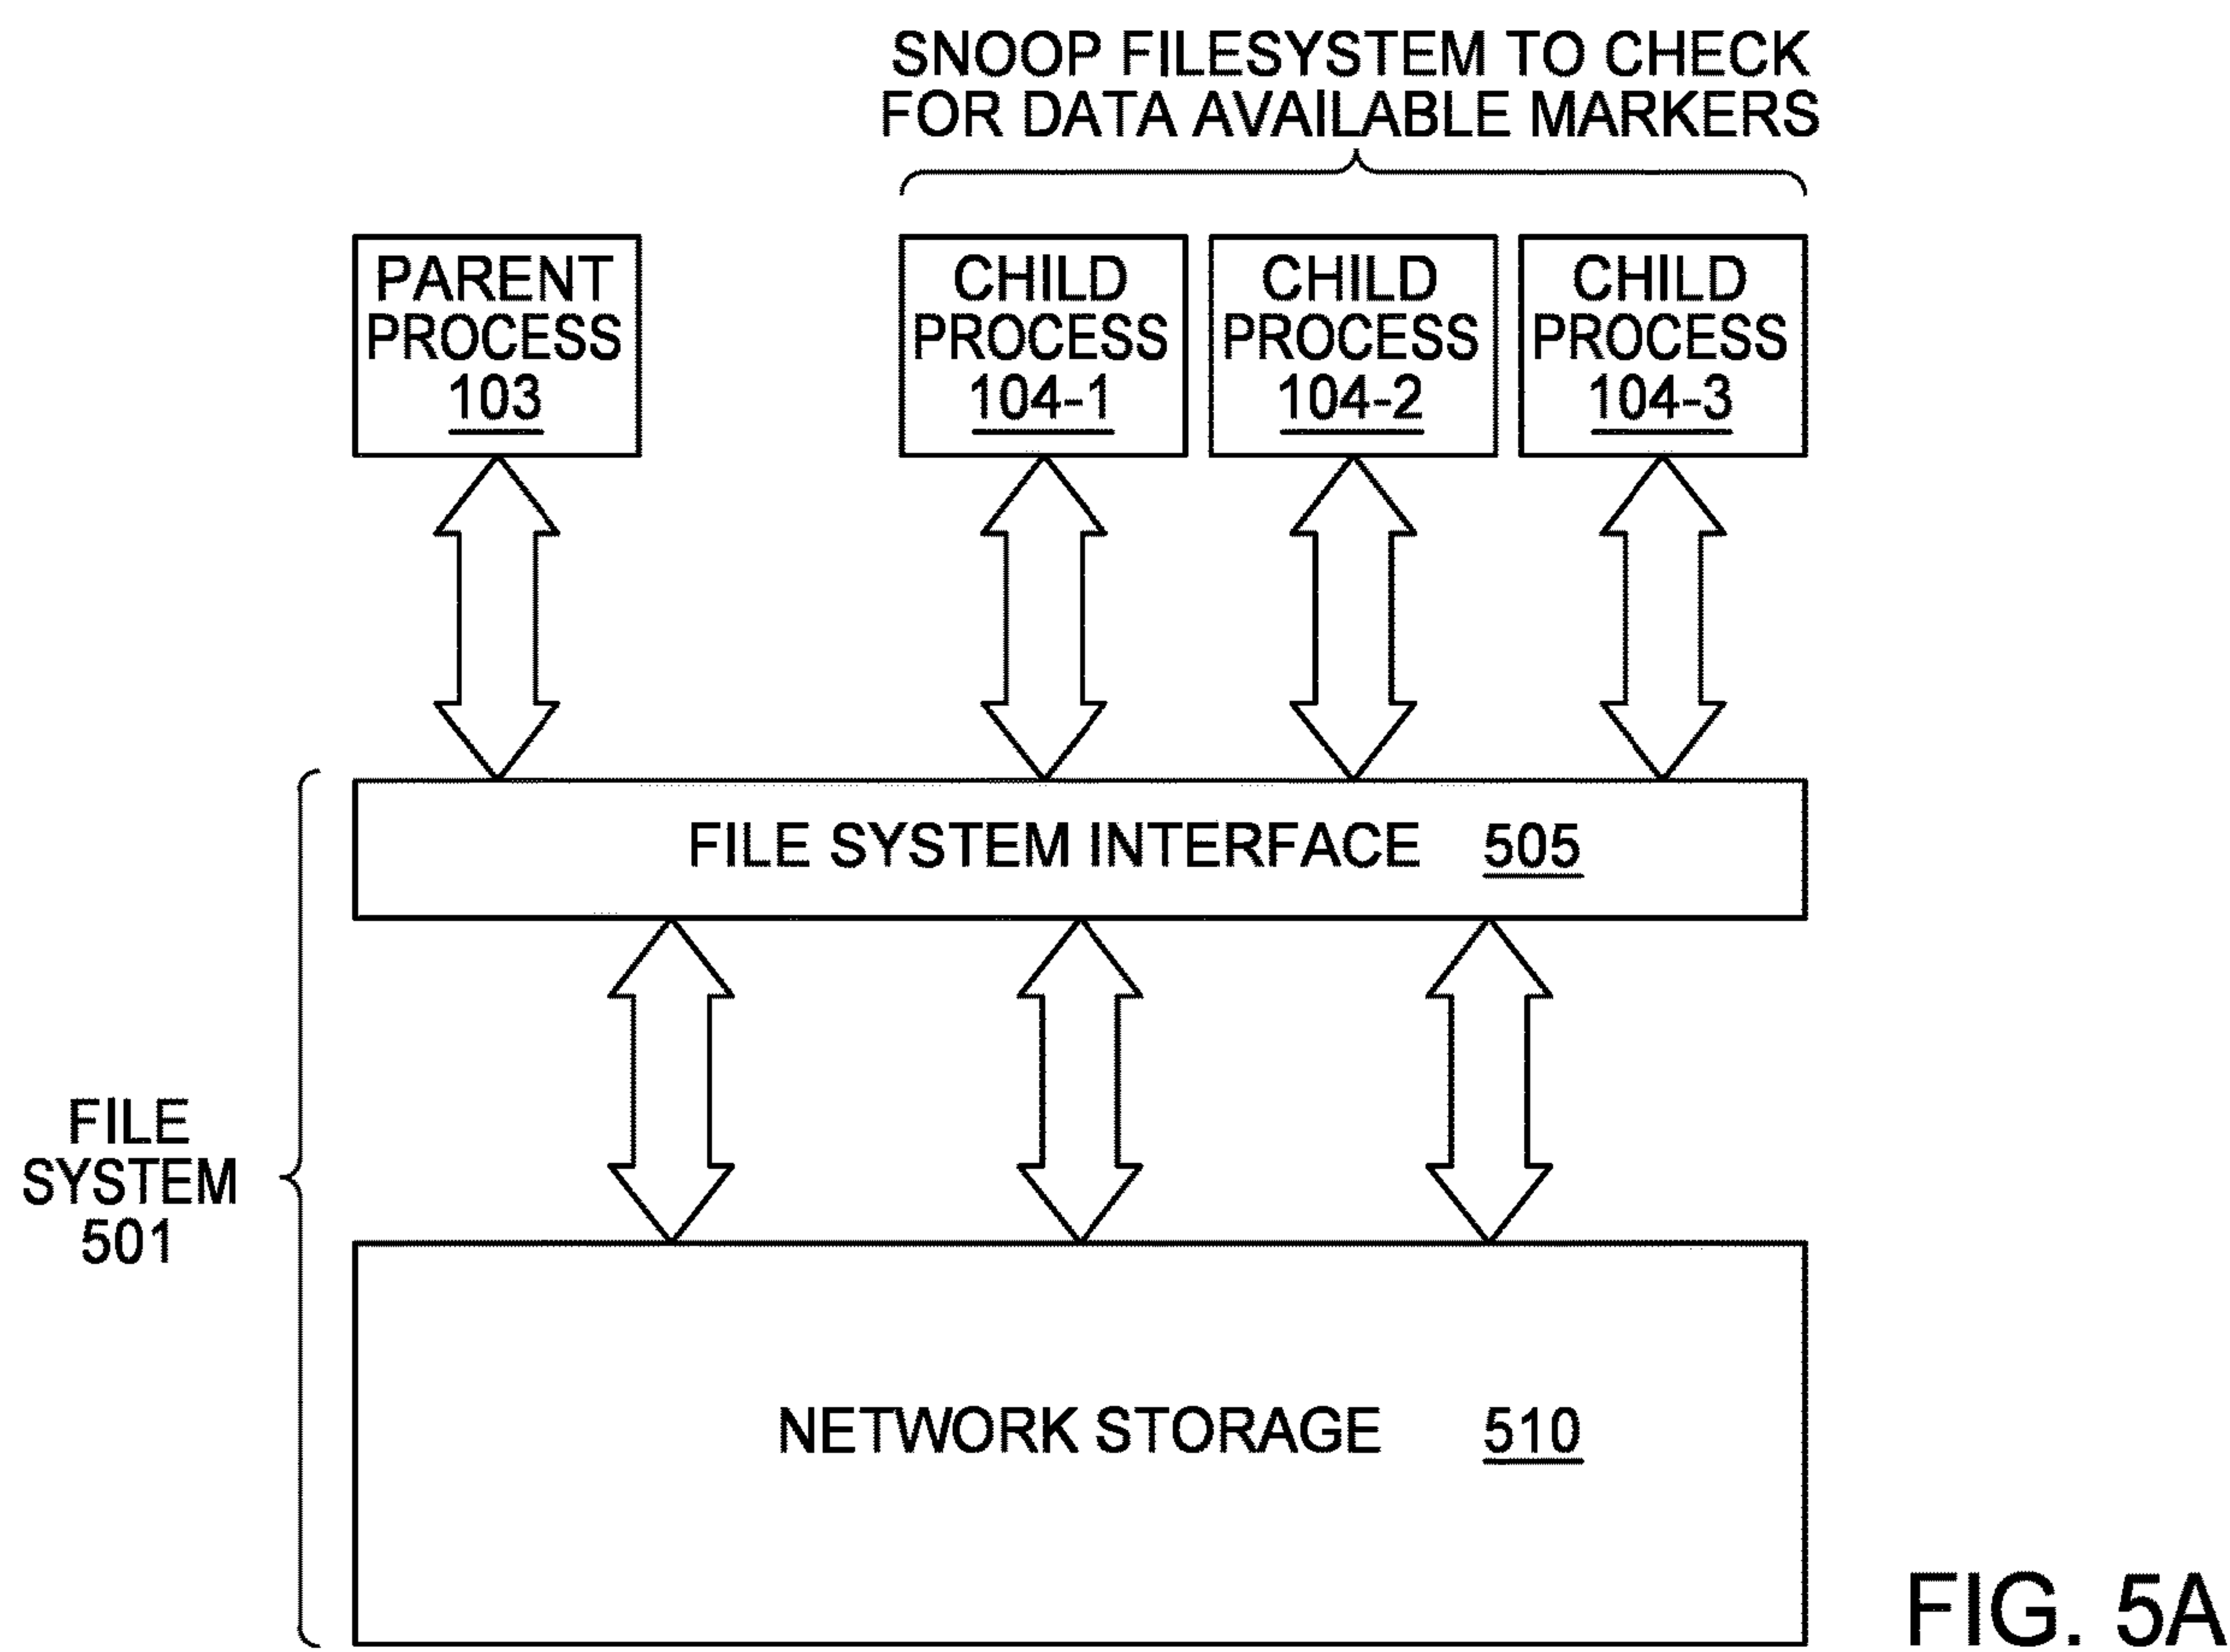 SNOOP FILESYSTEM TO CHECK
FOR DATA AVAILABLE MARKERS
PARENT
PROCESS
103
CHILD
PROCESS
104-1
CHILD
PROCESS
104-2
CHILD
PROCESS
104-3
FILE SYSTEM INTERFACE 505
FILE
SYSTEM
501
NETWORK STORAGE 510
FIG. 5A